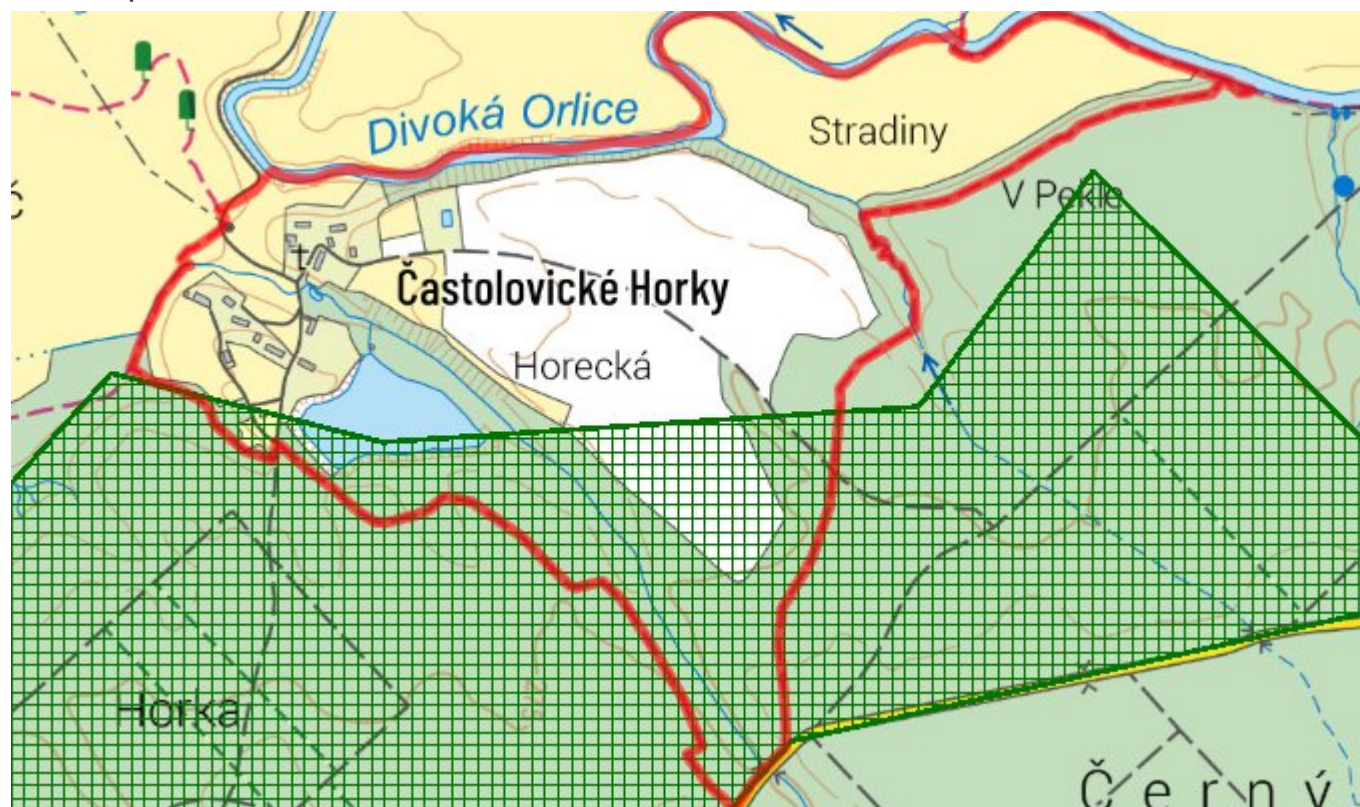 Divoká Orlice
Stradiny
V Pekle
Častolovické Horky
Horecká
Horka
Černý